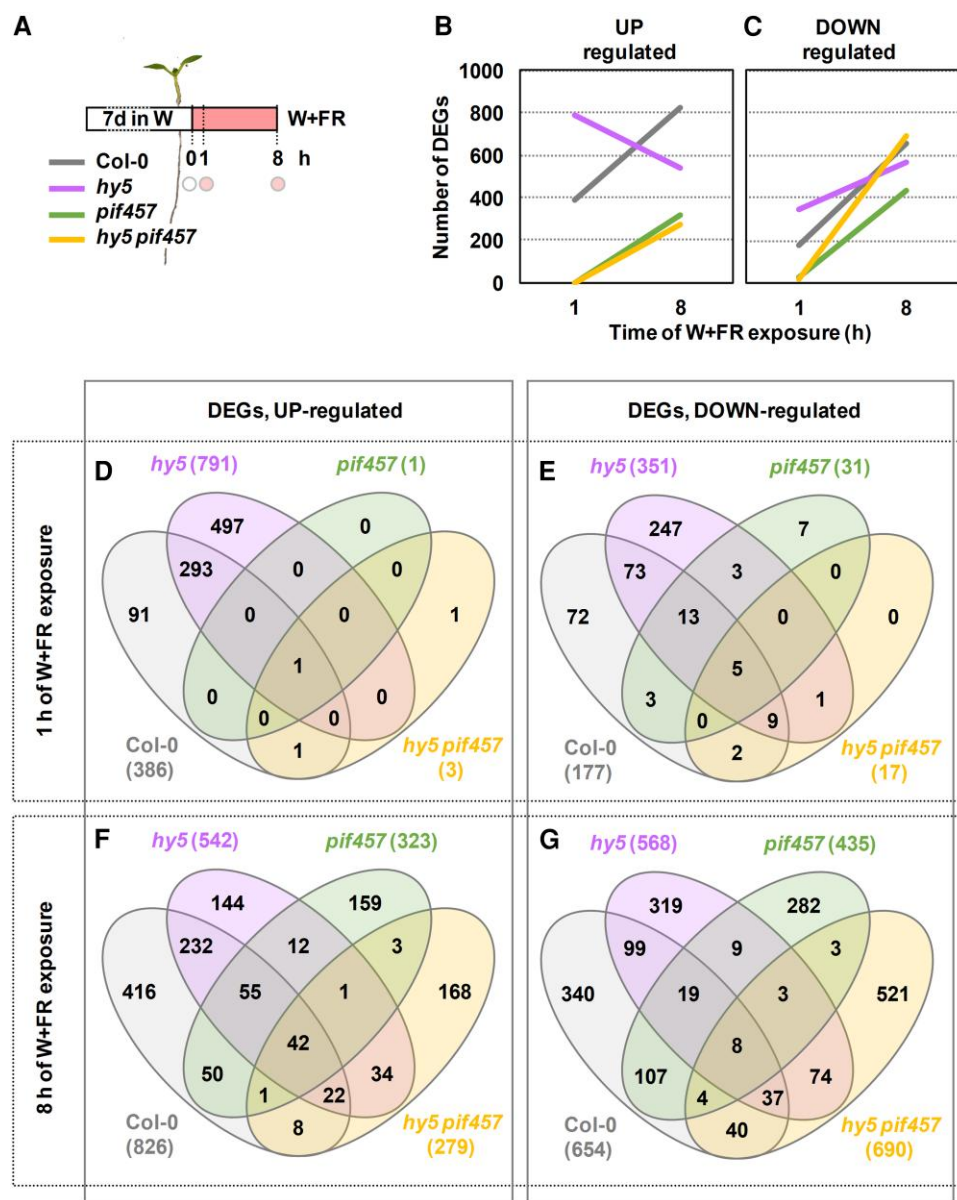 A
7d in W
W+FR
0 1 8 h
Col-0
hy5
pif457
hy5 pif457
B
UP
regulated
C
DOWN
regulated
Number of DEGs
1000
800
600
400
200
0
1 8
1 8
Time of W+FR exposure (h)
DEGs, UP-regulated
DEGs, DOWN-regulated
1 h of W+FR exposure
D
hy5 (791)
pif457 (1)
497
0
293
0
0
91
0
0
1
1
0
0
0
0
1
Col-0
(386)
hy5 pif457
(3)
E
hy5 (351)
pif457 (31)
247
7
73
3
0
72
13
0
0
5
3
1
0
9
2
Col-0
(177)
hy5 pif457
(17)
8 h of W+FR exposure
F
hy5 (542)
pif457 (323)
144
159
232
12
3
416
55
1
168
42
50
34
1
22
8
Col-0
(826)
hy5 pif457
(279)
G
hy5 (568)
pif457 (435)
319
282
99
9
3
340
19
3
521
8
107
74
4
37
40
Col-0
(654)
hy5 pif457
(690)